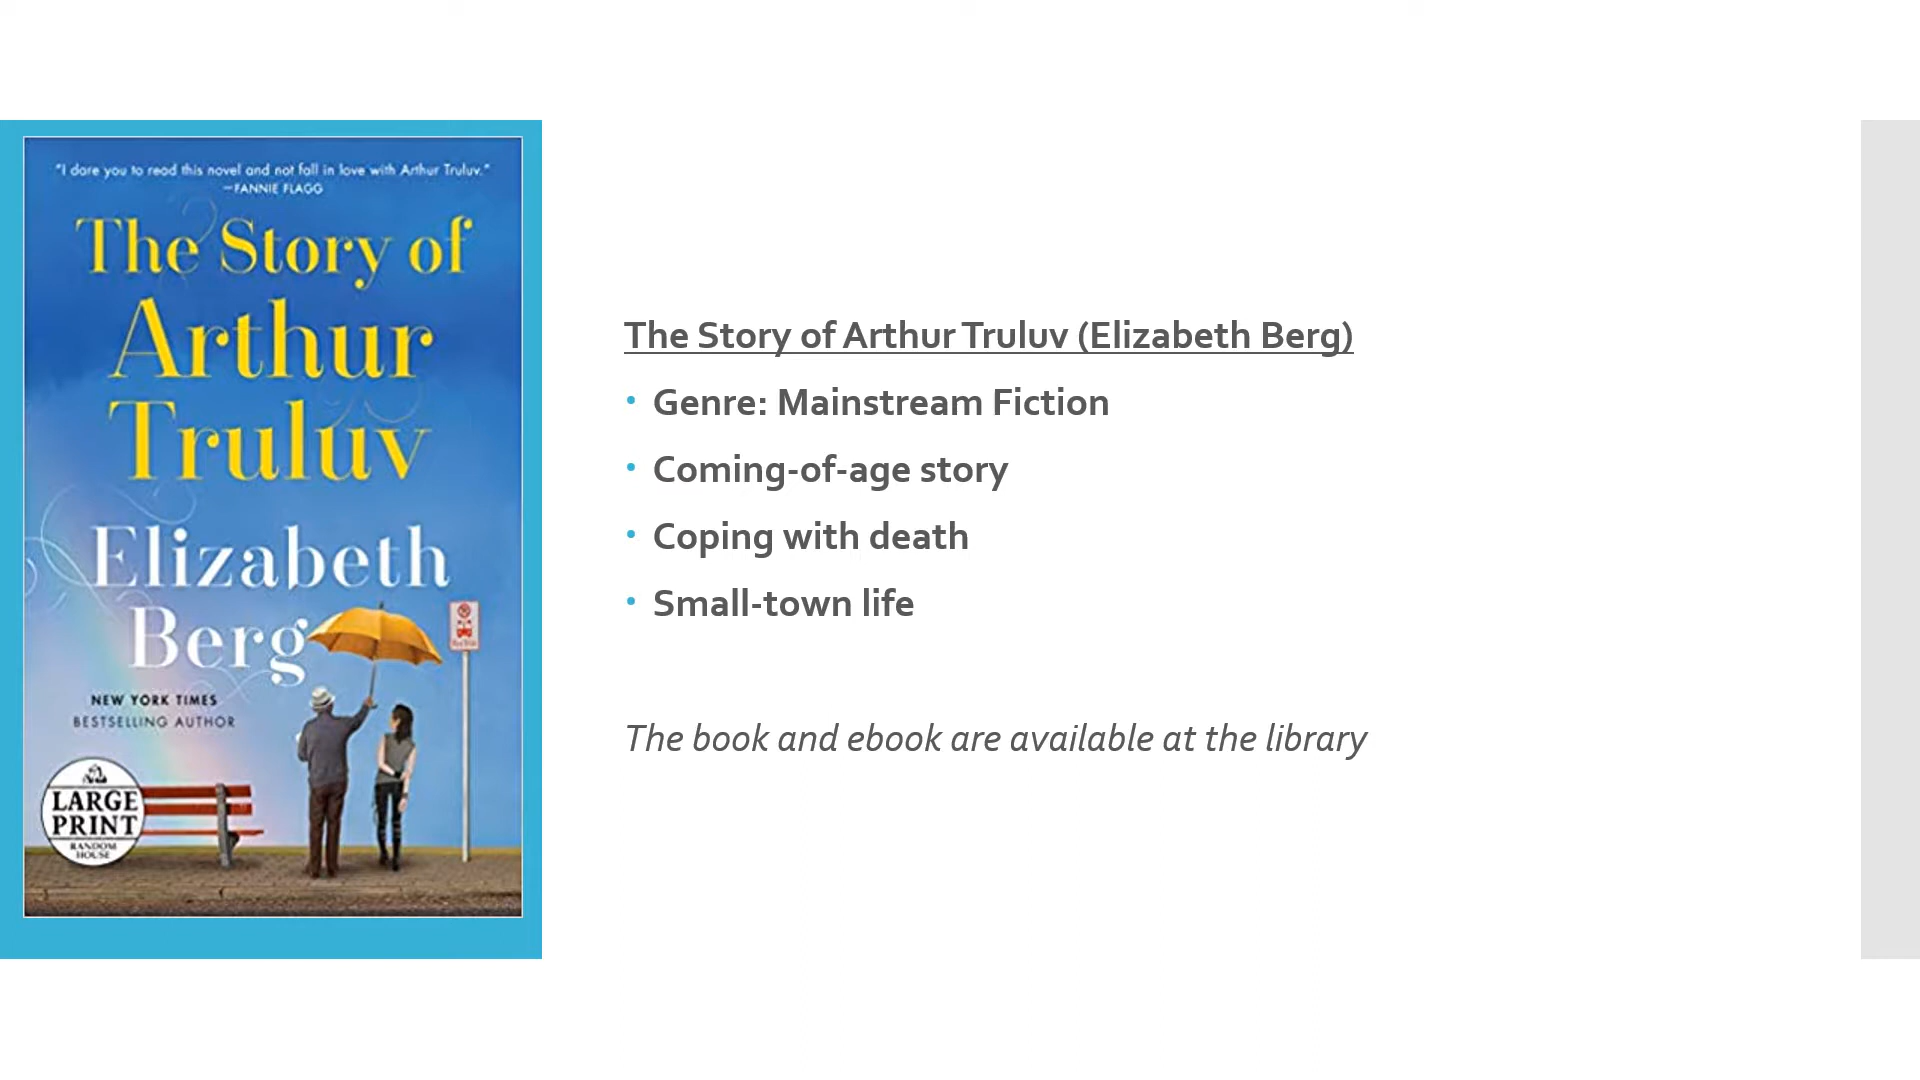 "I dare you to read this novel and not fall in love with Arthur Truluv."
—FANNIE FLAGG
The Story of
Arthur
Truluv
Elizabeth
Berg
NEW YORK TIMES
BESTSELLING AUTHOR
LARGE
PRINT
RANDOM
HOUSE
The Story of Arthur Truluv (Elizabeth Berg)
• Genre: Mainstream Fiction
• Coming-of-age story
• Coping with death
• Small-town life
The book and ebook are available at the library